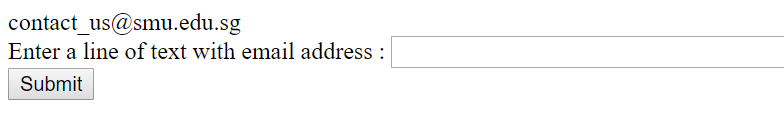 contact_us@smu.edu.sg
Enter a line of text with email address :
Submit